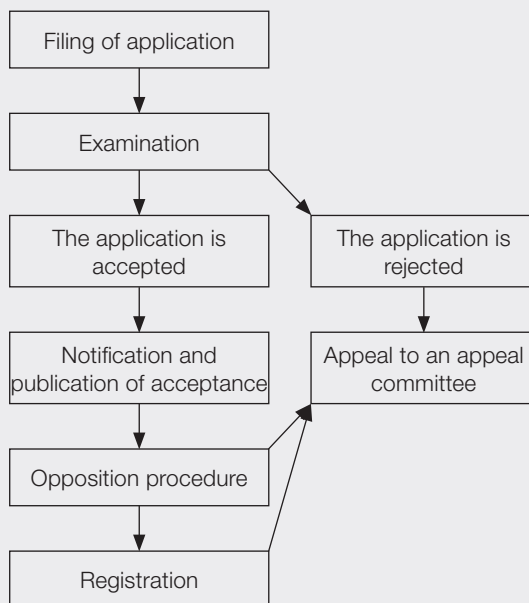 Filing of application
Examination
The application is
accepted
The application is
rejected
Notification and
publication of acceptance
Appeal to an appeal
committee
Opposition procedure
Registration